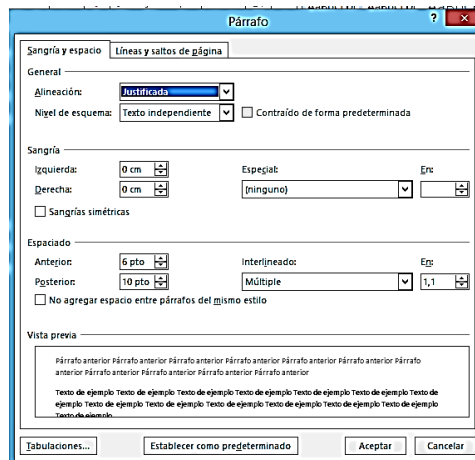 Párrafo ? X
Sangría y espacio Líneas y saltos de página
General
Alineación: Justificada
Nivel de esquema: Texto independiente Contraído de forma predeterminada
Sangría
Izquierda: 0 cm Especial: En:
Derecha: 0 cm (ninguno)
Sangrías simétricas
Espaciado
Anterior: 6 pto Interlineado: En:
Posterior: 10 pto Múltiple 1,1
No agregar espacio entre párrafos del mismo estilo
Vista previa
Párrafo anterior Párrafo anterior Párrafo anterior Párrafo anterior Párrafo anterior Párrafo anterior Párrafo
anterior Párrafo anterior Párrafo anterior Párrafo anterior Párrafo anterior
Texto de ejemplo Texto de ejemplo Texto de ejemplo Texto de ejemplo Texto de ejemplo Texto de ejemplo Texto de
ejemplo Texto de ejemplo Texto de ejemplo Texto de ejemplo Texto de ejemplo Texto de ejemplo Texto de ejemplo
Texto de ejemplo
Tabulaciones... Establecer como predeterminado Aceptar Cancelar